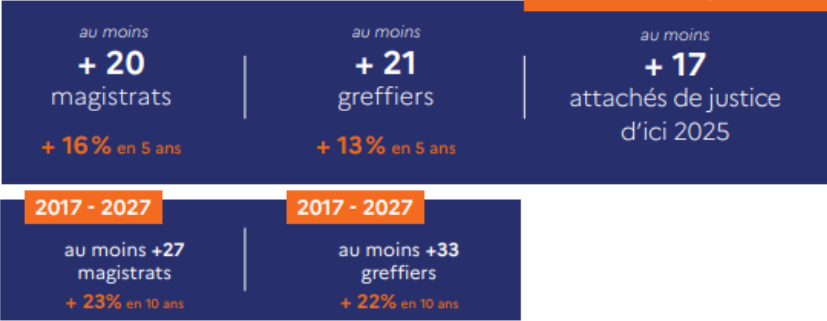 au moins
+ 20
magistrats
+ 16% en 5 ans
au moins
+ 21
greffiers
+ 13% en 5 ans
au moins
+ 17
attachés de justice
d'ici 2025
2017 - 2027
au moins +27
magistrats
+ 23% en 10 ans
2017 - 2027
au moins +33
greffiers
+ 22% en 10 ans